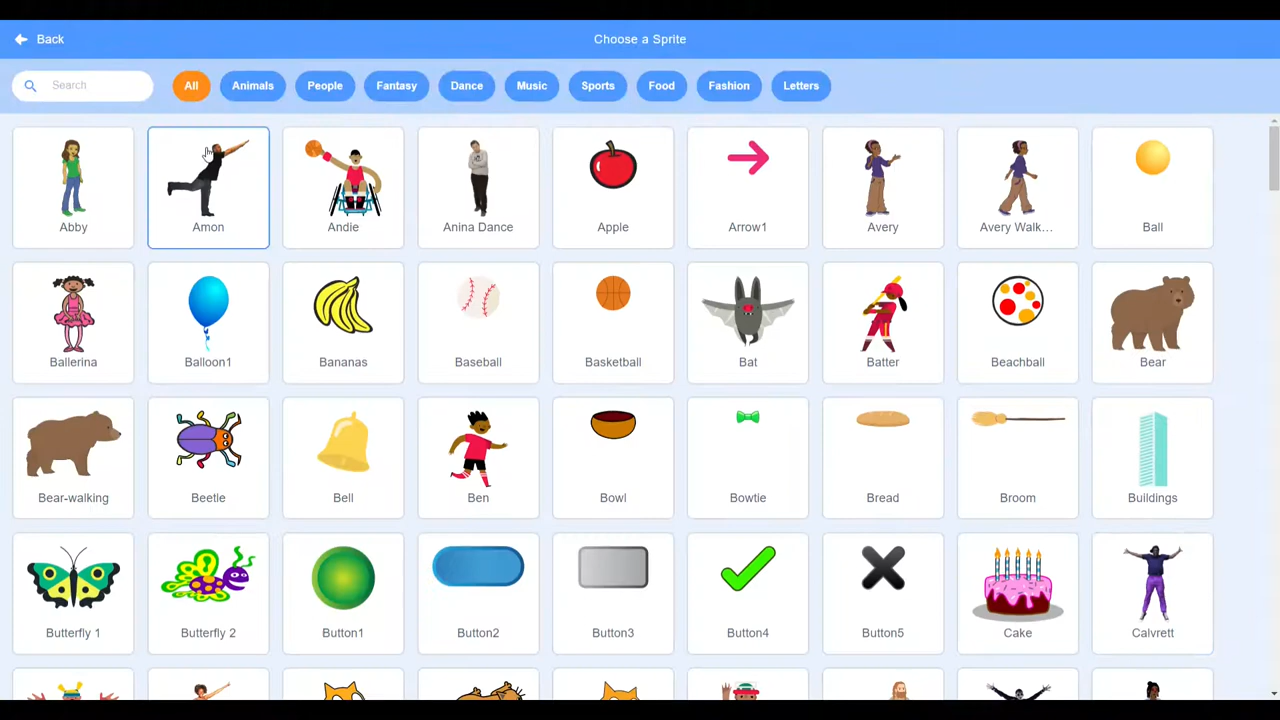 Back
Choose a Sprite
Search
All
Animals
People
Fantasy
Dance
Music
Sports
Food
Fashion
Letters
Abby
Amon
Andie
Anina Dance
Apple
Arrow1
Avery
Avery Walk...
Ball
Ballerina
Balloon1
Bananas
Baseball
Basketball
Bat
Batter
Beachball
Bear
Bear-walking
Beetle
Bell
Ben
Bowl
Bowtie
Bread
Broom
Buildings
Butterfly 1
Butterfly 2
Button1
Button2
Button3
Button4
Button5
Cake
Calvrett